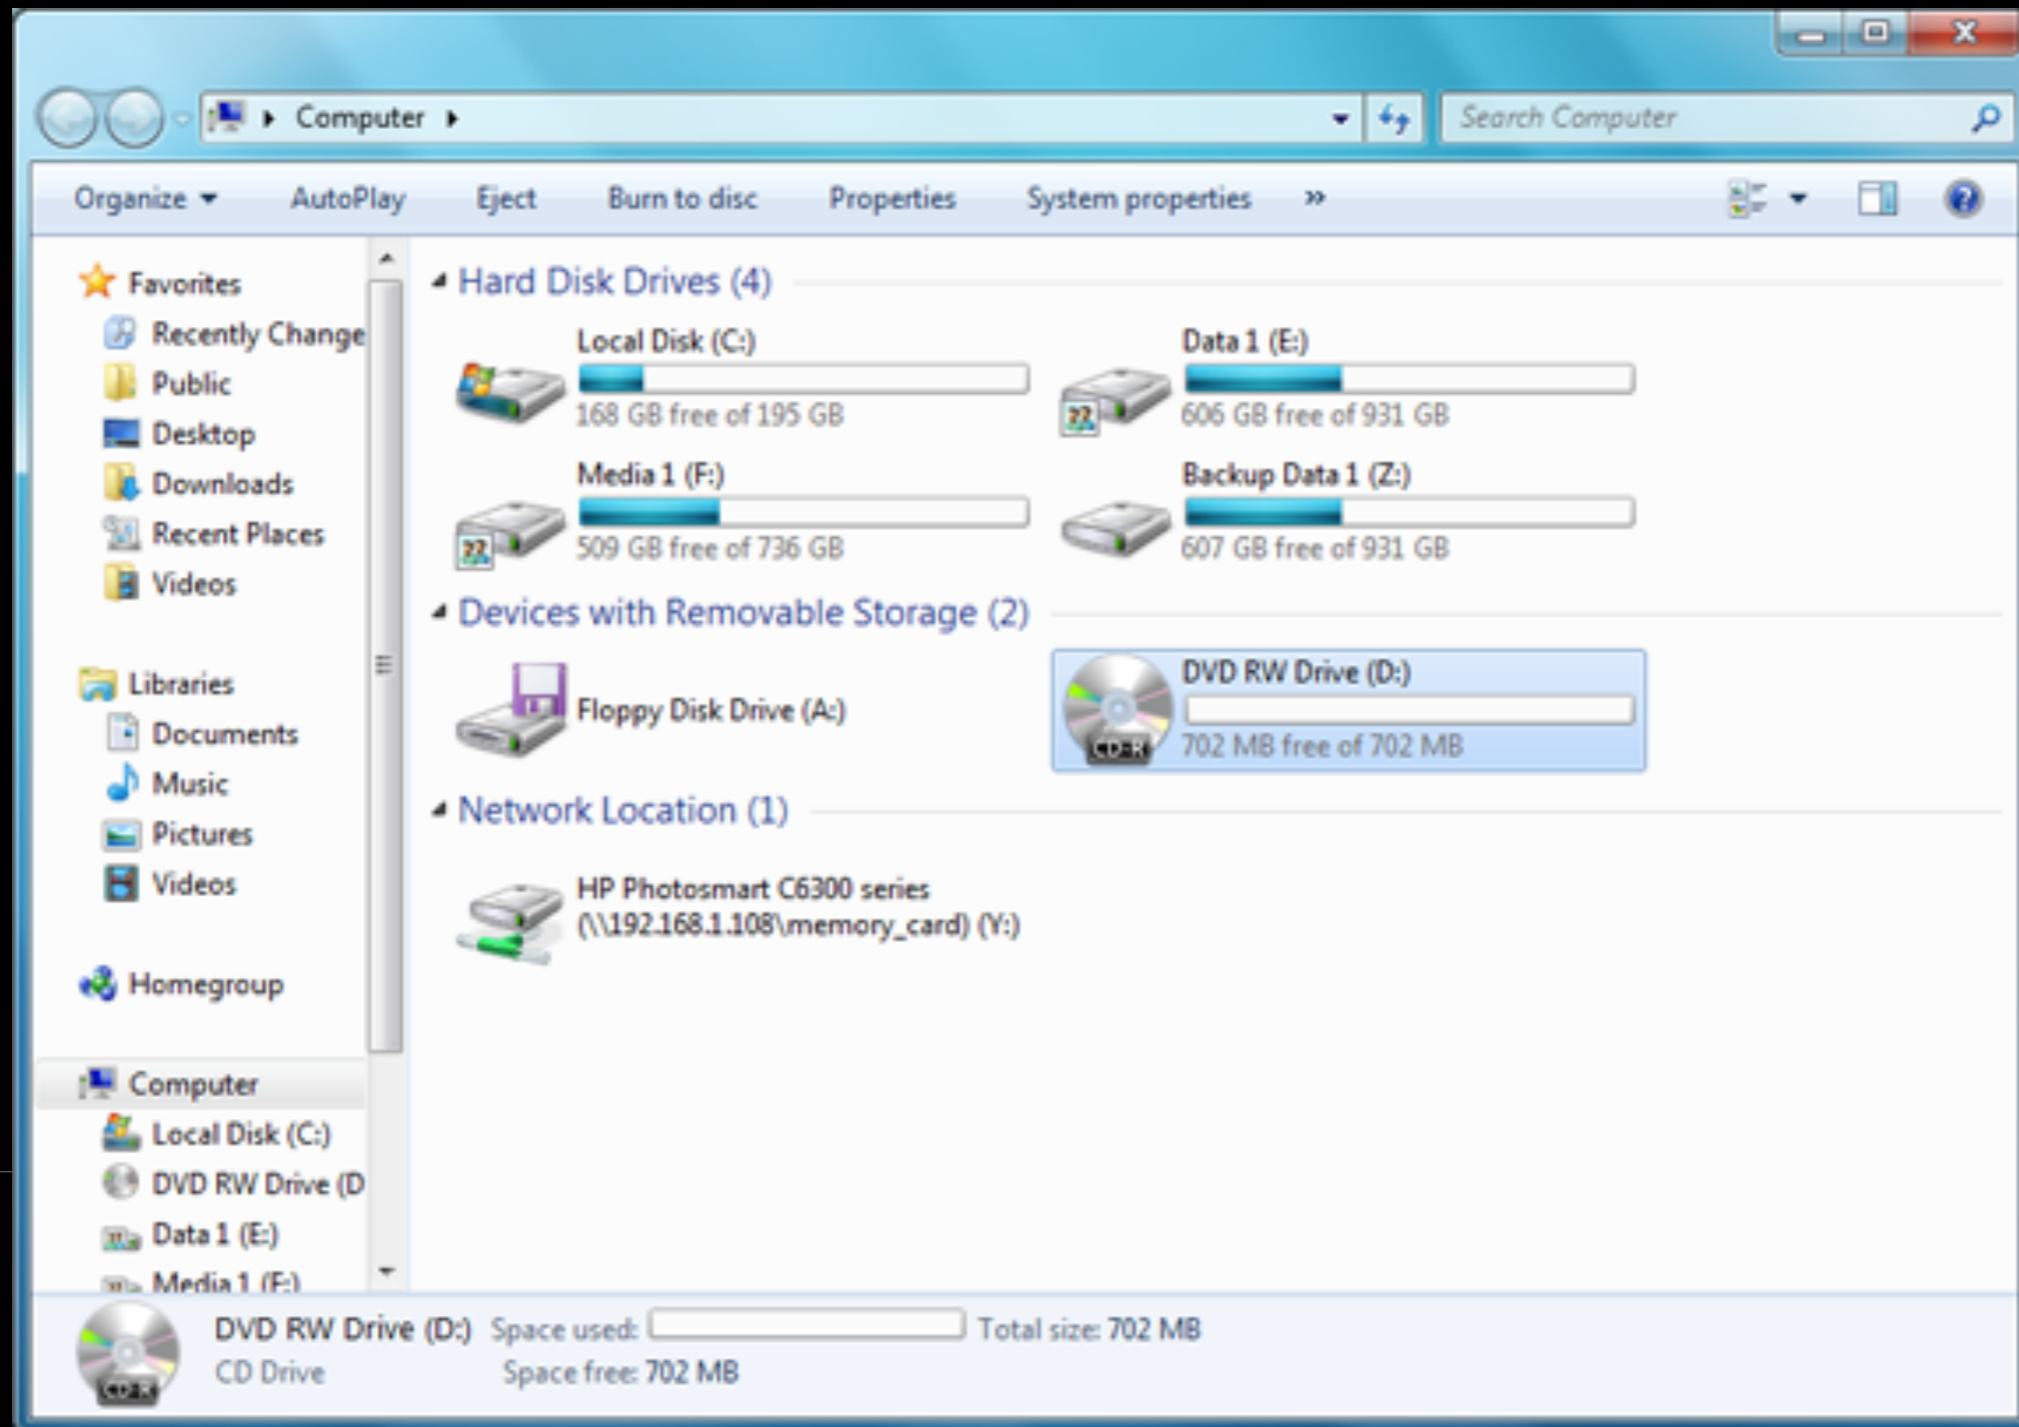 Computer
Search Computer
Organize AutoPlay Eject Burn to disc Properties System properties »
Favorites
Recently Change
Public
Desktop
Downloads
Recent Places
Videos
Libraries
Documents
Music
Pictures
Videos
Homegroup
Computer
Local Disk (C:)
DVD RW Drive (D
Data 1 (E:)
Media 1 (F:)
Hard Disk Drives (4)
Local Disk (C:)
168 GB free of 195 GB
Data 1 (E:)
606 GB free of 931 GB
Media 1 (F:)
509 GB free of 736 GB
Backup Data 1 (Z:)
607 GB free of 931 GB
Devices with Removable Storage (2)
Floppy Disk Drive (A:)
CD-R
DVD RW Drive (D:)
702 MB free of 702 MB
Network Location (1)
HP Photosmart C6300 series
(\\192.168.1.108\memory_card) (Y:)
CD-R
DVD RW Drive (D:) Space used: Total size: 702 MB
CD Drive Space free: 702 MB